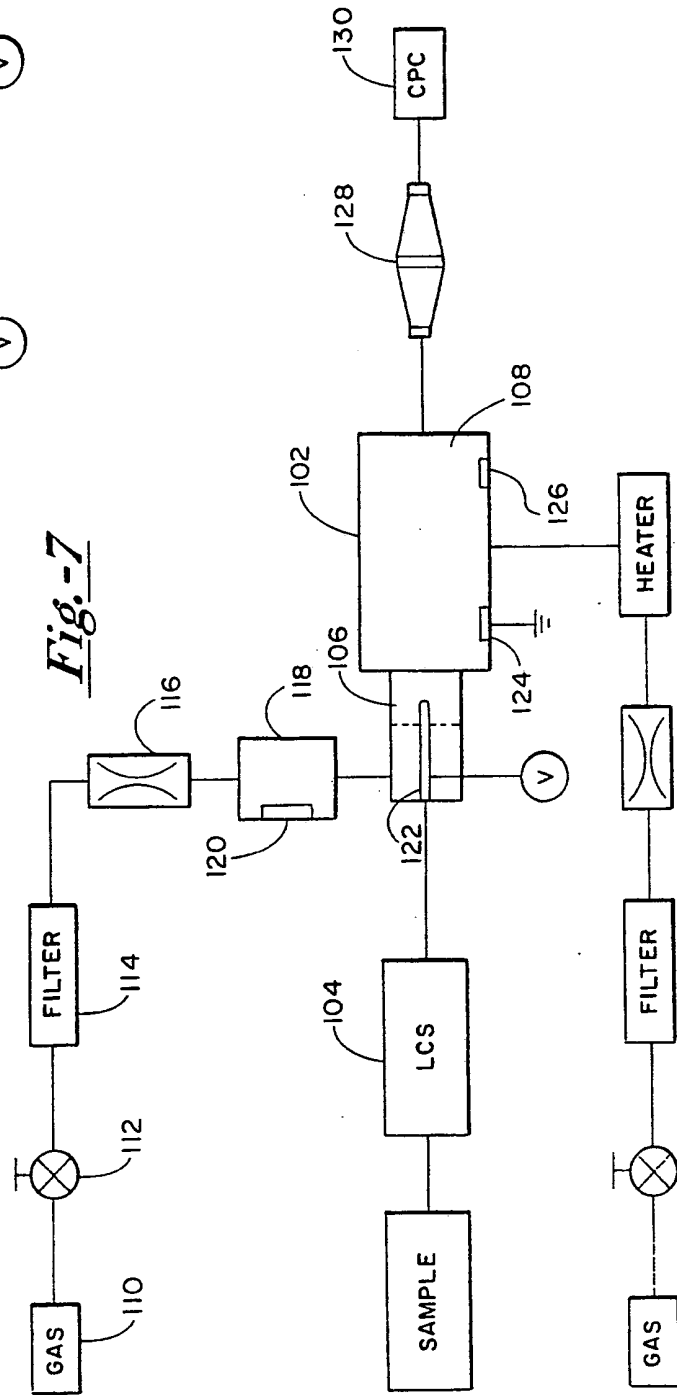 V
V
Fig.-7
GAS
110
112
FILTER
114
116
118
120
102
128
130
CPC
SAMPLE
LCS
104
106
108
122
124
126
V
GAS
FILTER
HEATER